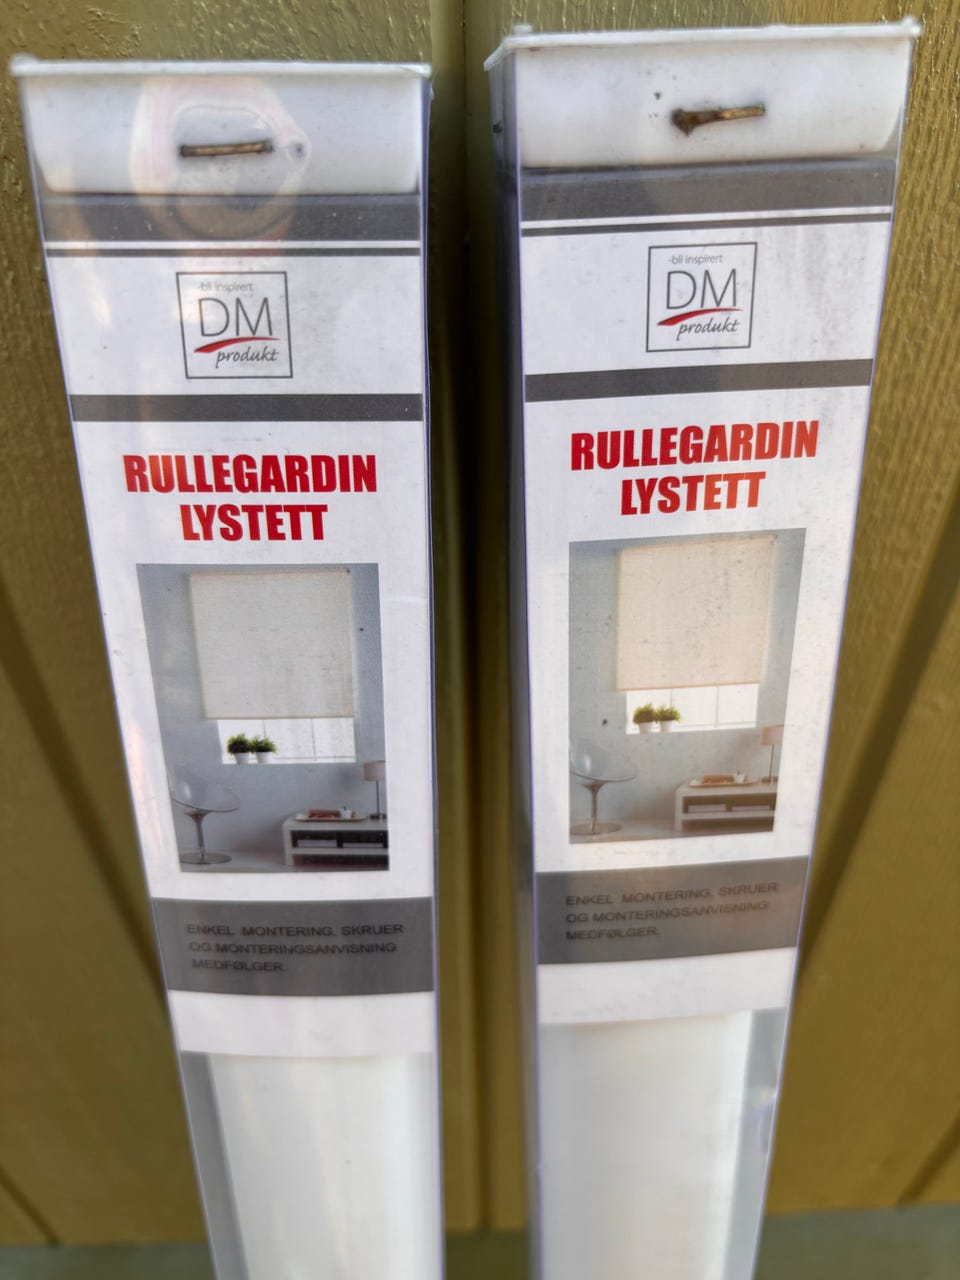 -bli inspirert
DM
produkt
RULLEGARDIN
LYSTETT
ENKEL MONTERING, SKRUER
OG MONTERINGSANVISNING
MEDFØLGER.
-bli inspirert
DM
produkt
RULLEGARDIN
LYSTETT
ENKEL MONTERING, SKRUER
OG MONTERINGSANVISNING
MEDFØLGER.